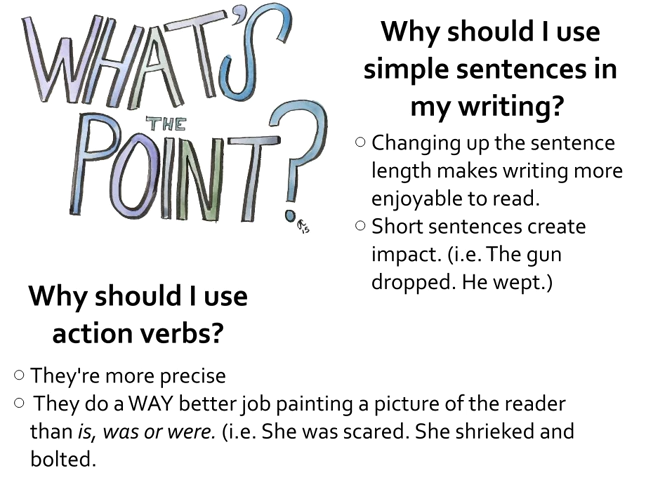 WHAT'S
THE
POINT?
Why should I use
simple sentences in
my writing?
○ Changing up the sentence
length makes writing more
enjoyable to read.
○ Short sentences create
impact. (i.e. The gun
dropped. He wept.)
Why should I use
action verbs?
○ They're more precise
○ They do a WAY better job painting a picture of the reader
than is, was or were. (i.e. She was scared. She shrieked and
bolted.